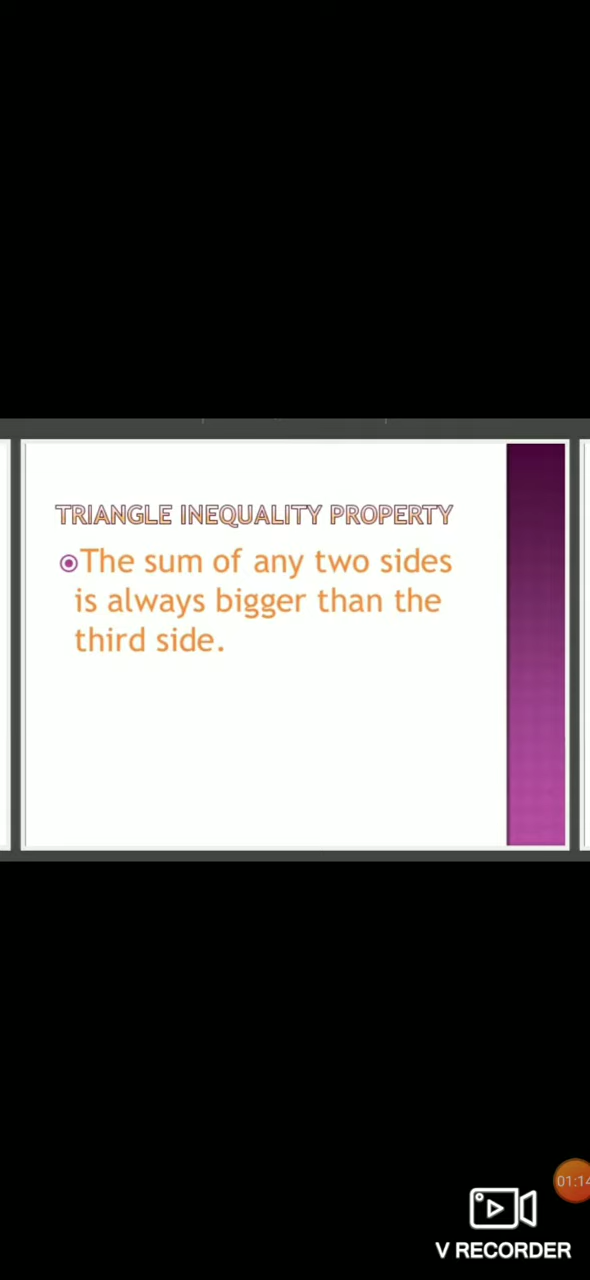 TRIANGLE INEQUALITY PROPERTY
The sum of any two sides
is always bigger than the
third side.
01:14
V RECORDER